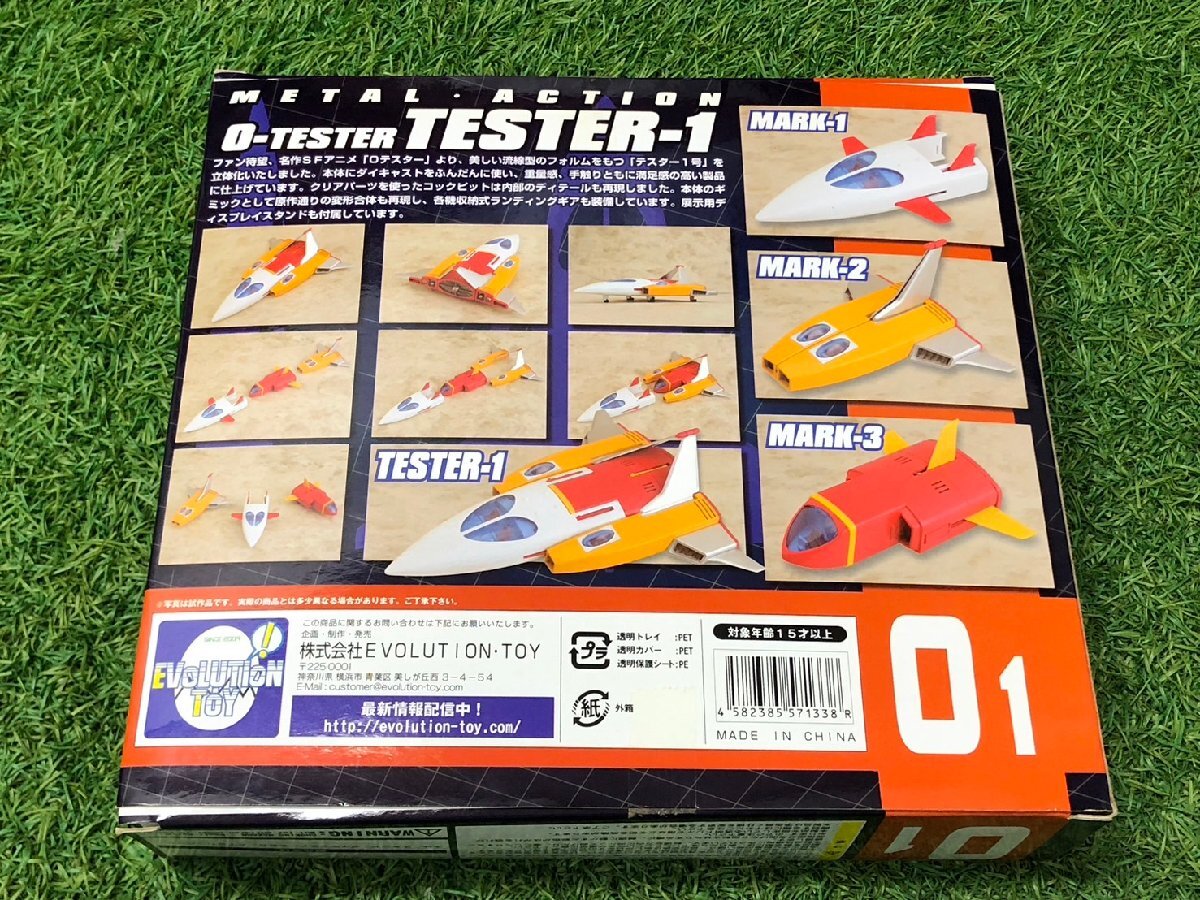 METAL・ACTION
0-TESTER TESTER-1
ファン待望、名作SFアニメ「0テスター」より、美しい流線型のフォルムをもつ「テスター1号」を
立体化いたしました。本体にダイキャストをふんだんに使い、重量感、手触りともに満足感の高い製品
に仕上げています。クリアパーツを使ったコックピットは内部のディテールも再現しました。本体のギ
ミックとして原作通りの変形合体も再現し、各機収納式ランディングギアも装備しています。展示用デ
ィスプレイスタンドも付属しています。
MARK-1
MARK-2
MARK-3
TESTER-1
※写真は試作品です。実際の商品とは多少異なる場合があります。ご了承下さい。
EVOLUTION
TOY
この商品に関するお問い合わせは下記にお願いいたします。
企画・制作・発売
株式会社EVOLUTION・TOY
〒225-0001
神奈川県 横浜市 青葉区 美しが丘西 3-4-54
E-Mail: customer@evolution-toy.com
最新情報配信中!
http://evolution-toy.com/
プラ
透明トレイ :PET
透明カバー :PET
透明保護シート:PE
紙 外箱
対象年齢15才以上
4 582385 571338 R
MADE IN CHINA
01
WARNING
01